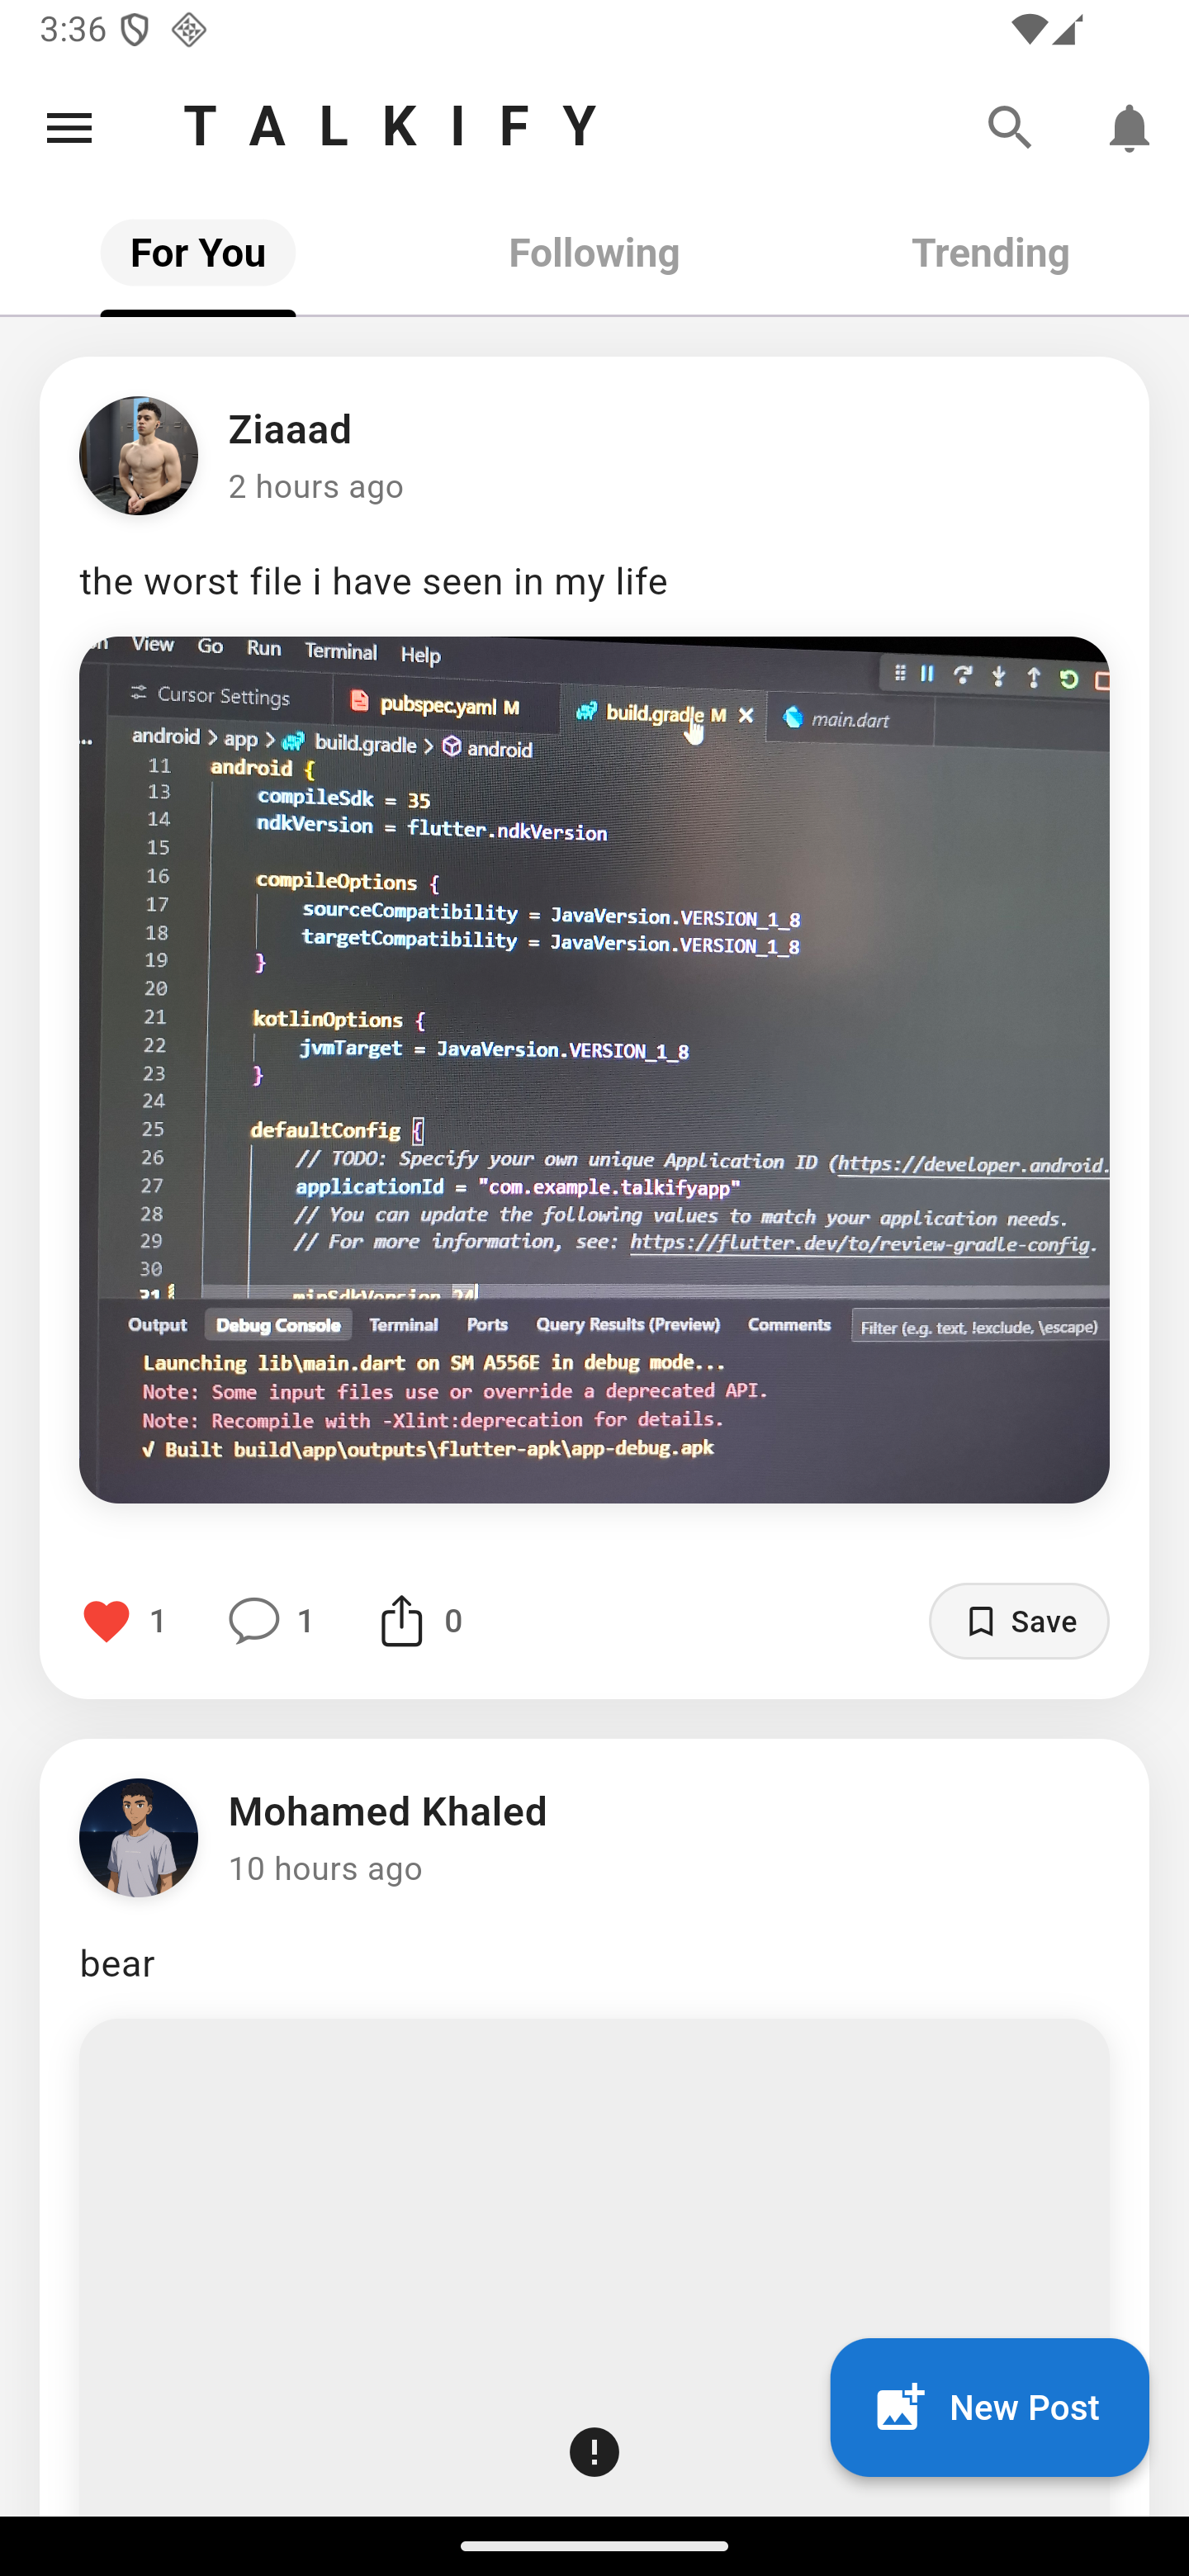 3:36
TALKIFY
For You
Following
Trending
Ziaaad
2 hours ago
the worst file i have seen in my life
View Go Run Terminal Help
Cursor Settings
pubspec.yaml M
build.gradle M
main.dart
... android > app > build.gradle > android
11 android {
13 compileSdk = 35
14 ndkVersion = flutter.ndkVersion
15
16 compileOptions {
17 sourceCompatibility = JavaVersion.VERSION_1_8
18 targetCompatibility = JavaVersion.VERSION_1_8
19 }
20
21 kotlinOptions {
22 jvmTarget = JavaVersion.VERSION_1_8
23 }
24
25 defaultConfig {
26 // TODO: Specify your own unique Application ID (https://developer.android.
27 applicationId = "com.example.talkifyapp"
28 // You can update the following values to match your application needs.
29 // For more information, see: https://flutter.dev/to/review-gradle-config.
30
31 minSdkVersion 24
Output Debug Console Terminal Ports Query Results (Preview) Comments Filter (e.g. text, !exclude, \escape)
Launching lib\main.dart on SM A556E in debug mode...
Note: Some input files use or override a deprecated API.
Note: Recompile with -Xlint:deprecation for details.
√ Built build\app\outputs\flutter-apk\app-debug.apk
1
1
0
Save
Mohamed Khaled
10 hours ago
bear
New Post